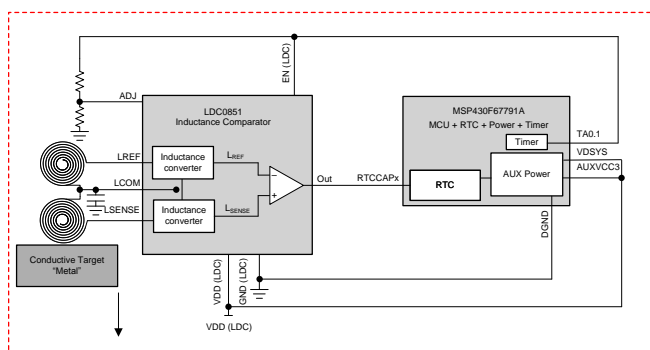 EN (LDC)
LDC0851
Inductance Comparator
MSP430F67791A
MCU + RTC + Power + Timer
ADJ
TA0.1
Timer
VDSYS
LREF
Inductance
converter
LREF
AUX Power
AUXVCC3
LCOM
−
Out
RTCCAPx
RTC
+
LSENSE
Inductance
converter
LSENSE
DGND
Conductive Target
"Metal"
VDD (LDC)
GND (LDC)
VDD (LDC)